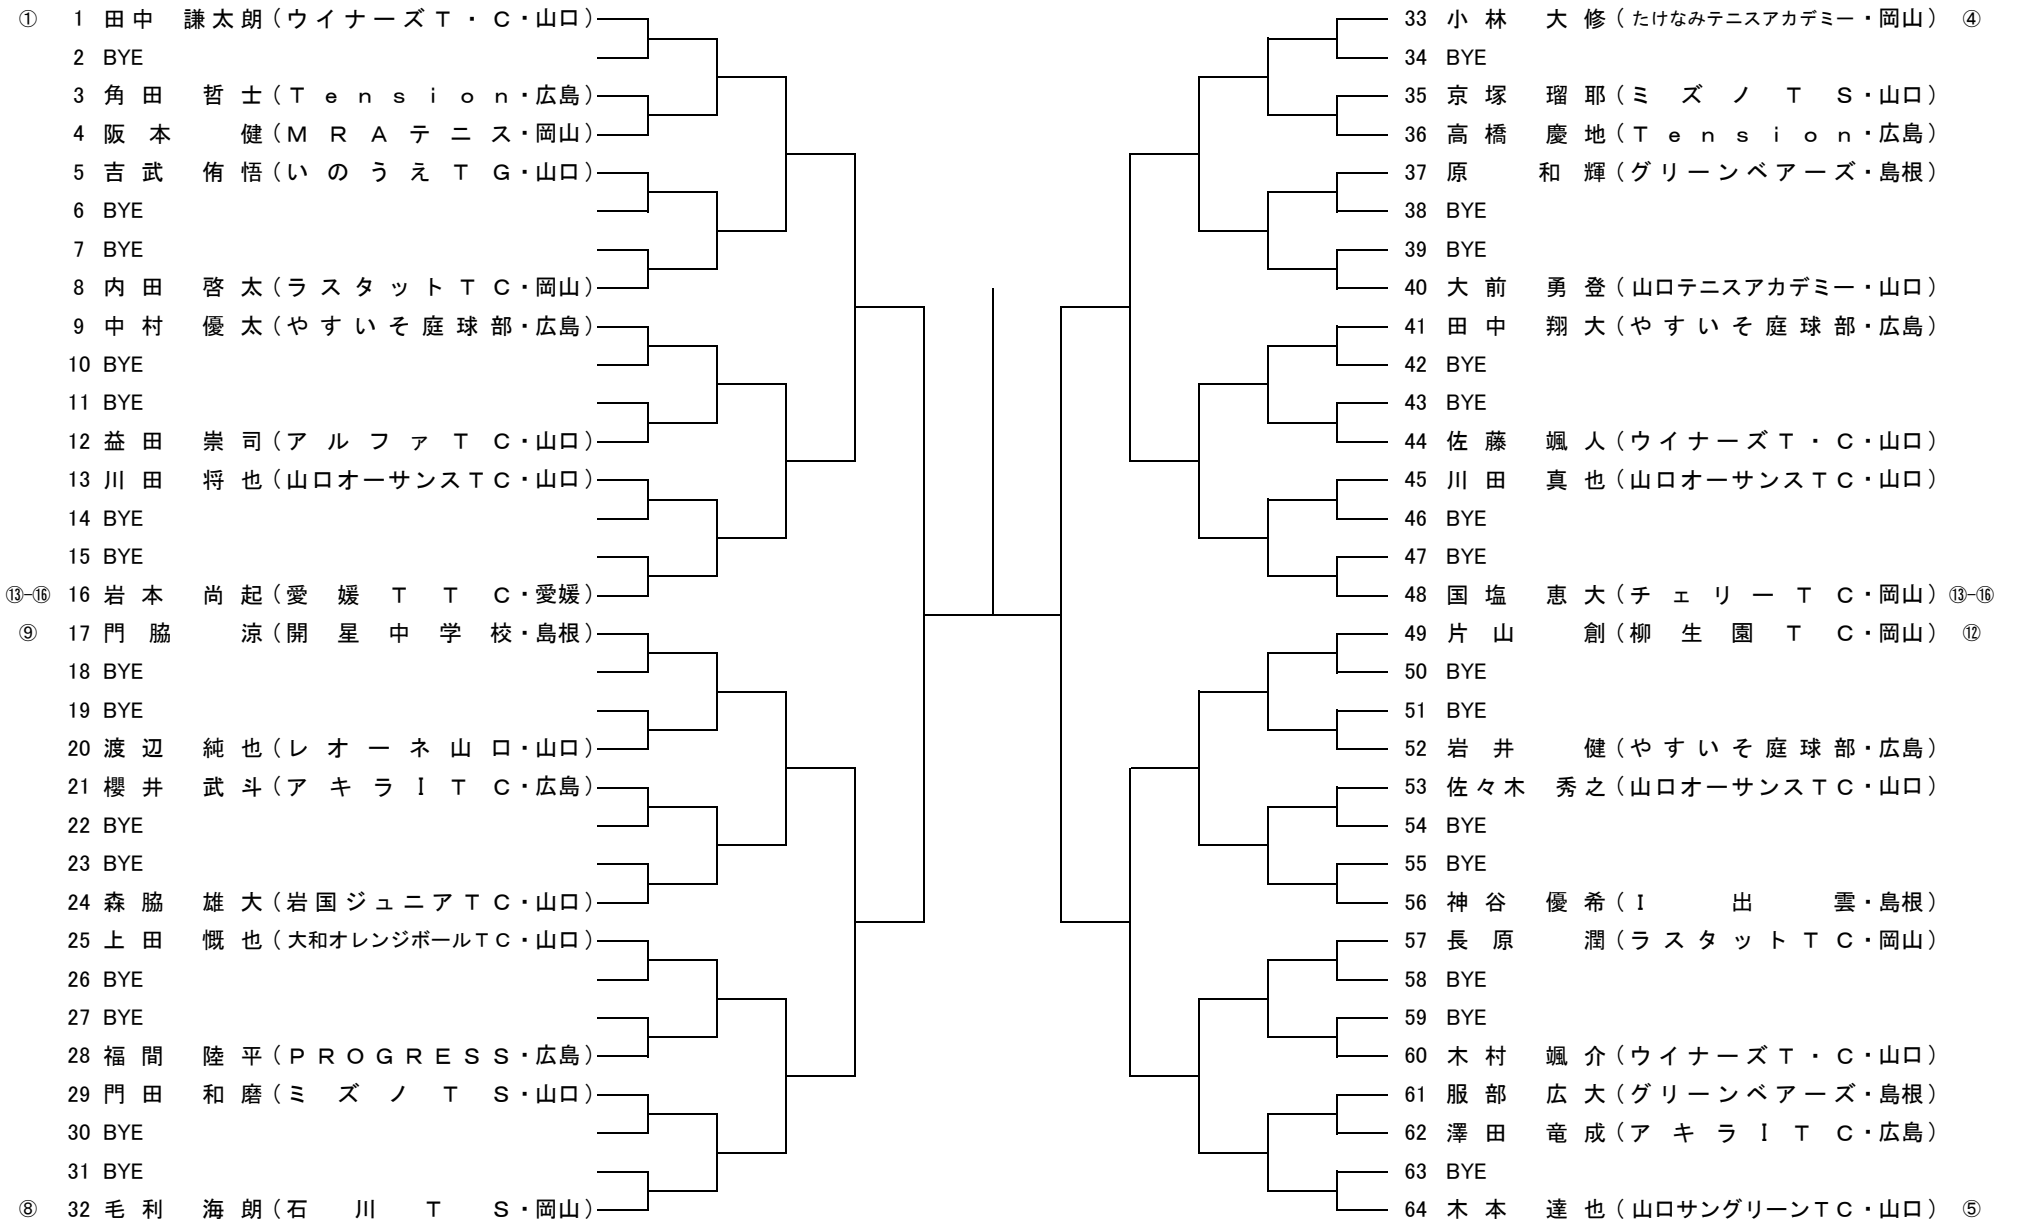 ① 1 田中 謙太朗(ウイナーズT・C・山口)
2 BYE
3 角田 哲士(Tension・広島)
4 阪本 健(MRAテニス・岡山)
5 吉武 侑悟(いのうえTG・山口)
6 BYE
7 BYE
8 内田 啓太(ラスタットTC・岡山)
9 中村 優太(やすいそ庭球部・広島)
10 BYE
11 BYE
12 益田 崇司(アルファTC・山口)
13 川田 将也(山口オーサンスTC・山口)
14 BYE
15 BYE
⑬-⑯ 16 岩本 尚起(愛媛TTC・愛媛)
⑨ 17 門脇 涼(開星中学校・島根)
18 BYE
19 BYE
20 渡辺 純也(レオーネ山口・山口)
21 櫻井 武斗(アキラITC・広島)
22 BYE
23 BYE
24 森脇 雄大(岩国ジュニアTC・山口)
25 上田 慨也(大和オレンジボールTC・山口)
26 BYE
27 BYE
28 福間 陸平(PROGRESS・広島)
29 門田 和磨(ミズノTS・山口)
30 BYE
31 BYE
⑧ 32 毛利 海朗(石川TS・岡山)
33 小林 大修(たけなみテニスアカデミー・岡山) ④
34 BYE
35 京塚 瑠耶(ミズノTS・山口)
36 高橋 慶地(Tension・広島)
37 原 和輝(グリーンベアーズ・島根)
38 BYE
39 BYE
40 大前 勇登(山口テニスアカデミー・山口)
41 田中 翔大(やすいそ庭球部・広島)
42 BYE
43 BYE
44 佐藤 颯人(ウイナーズT・C・山口)
45 川田 真也(山口オーサンスTC・山口)
46 BYE
47 BYE
48 国塩 恵大(チェリーTC・岡山) ⑬-⑯
49 片山 創(柳生園TC・岡山) ⑫
50 BYE
51 BYE
52 岩井 健(やすいそ庭球部・広島)
53 佐々木 秀之(山口オーサンスTC・山口)
54 BYE
55 BYE
56 神谷 優希(I出雲・島根)
57 長原 潤(ラスタットTC・岡山)
58 BYE
59 BYE
60 木村 颯介(ウイナーズT・C・山口)
61 服部 広大(グリーンベアーズ・島根)
62 澤田 竜成(アキラITC・広島)
63 BYE
64 木本 達也(山口サングリーンTC・山口) ⑤